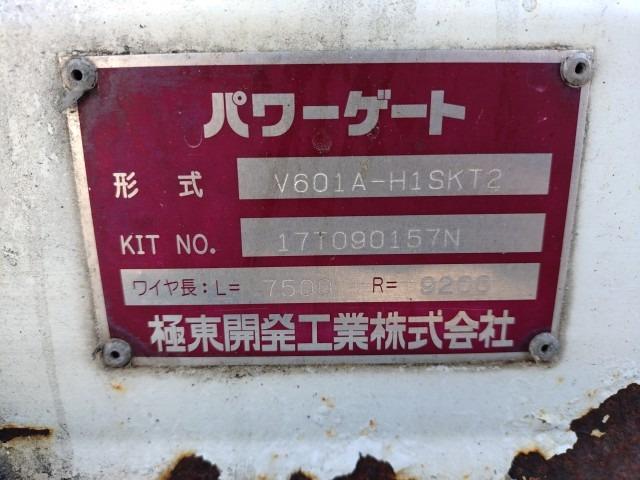 パワーゲート
形式 V601A-H1SKT2
KIT NO. 17T090157N
ワイヤ長:L= 7500 R= 9200
極東開発工業株式会社